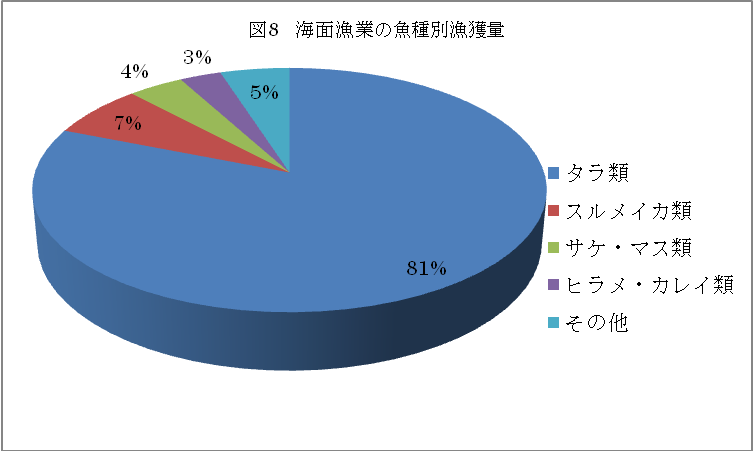 図8 海面漁業の魚種別漁獲量
3%
4%
5%
7%
81%
タラ類
スルメイカ類
サケ・マス類
ヒラメ・カレイ類
その他